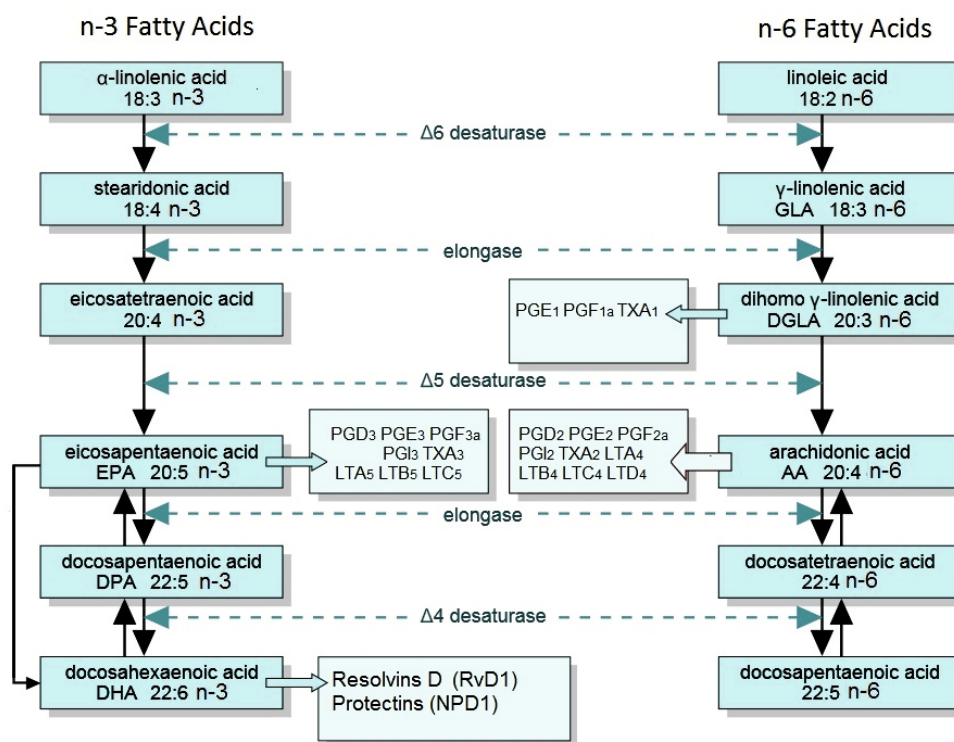 n-3 Fatty Acids
n-6 Fatty Acids
α-linolenic acid
18:3 n-3
linoleic acid
18:2 n-6
Δ6 desaturase
stearidonic acid
18:4 n-3
γ-linolenic acid
GLA 18:3 n-6
elongase
eicosatetraenoic acid
20:4 n-3
PGE1 PGF1a TXA1
dihomo γ-linolenic acid
DGLA 20:3 n-6
Δ5 desaturase
eicosapentaenoic acid
EPA 20:5 n-3
PGD3 PGE3 PGF3a
PGI3 TXA3
LTA5 LTB5 LTC5
PGD2 PGE2 PGF2a
PGI2 TXA2 LTA4
LTB4 LTC4 LTD4
arachidonic acid
AA 20:4 n-6
elongase
docosapentaenoic acid
DPA 22:5 n-3
docosatetraenoic acid
22:4 n-6
Δ4 desaturase
docosahexaenoic acid
DHA 22:6 n-3
Resolvins D (RvD1)
Protectins (NPD1)
docosapentaenoic acid
22:5 n-6